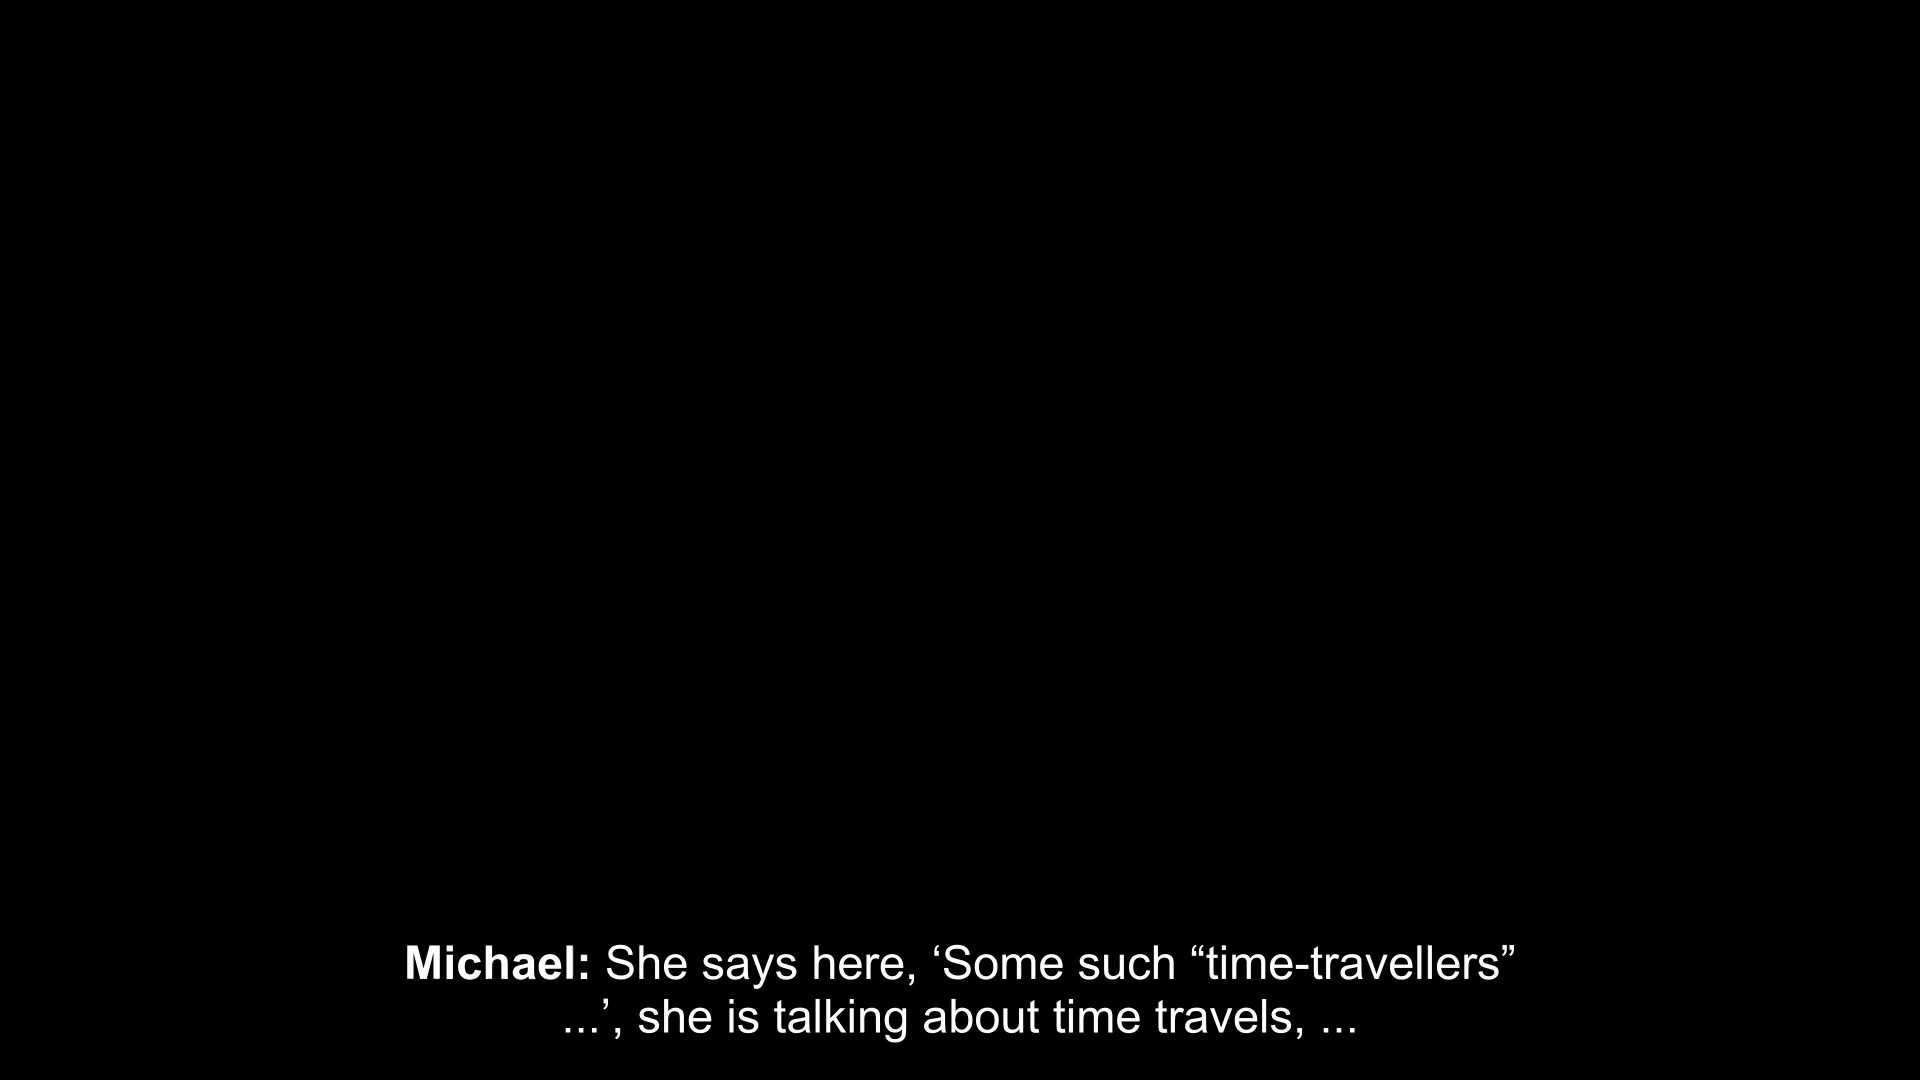 Michael: She says here, ‘Some such “time-travellers”
...’, she is talking about time travels, ...